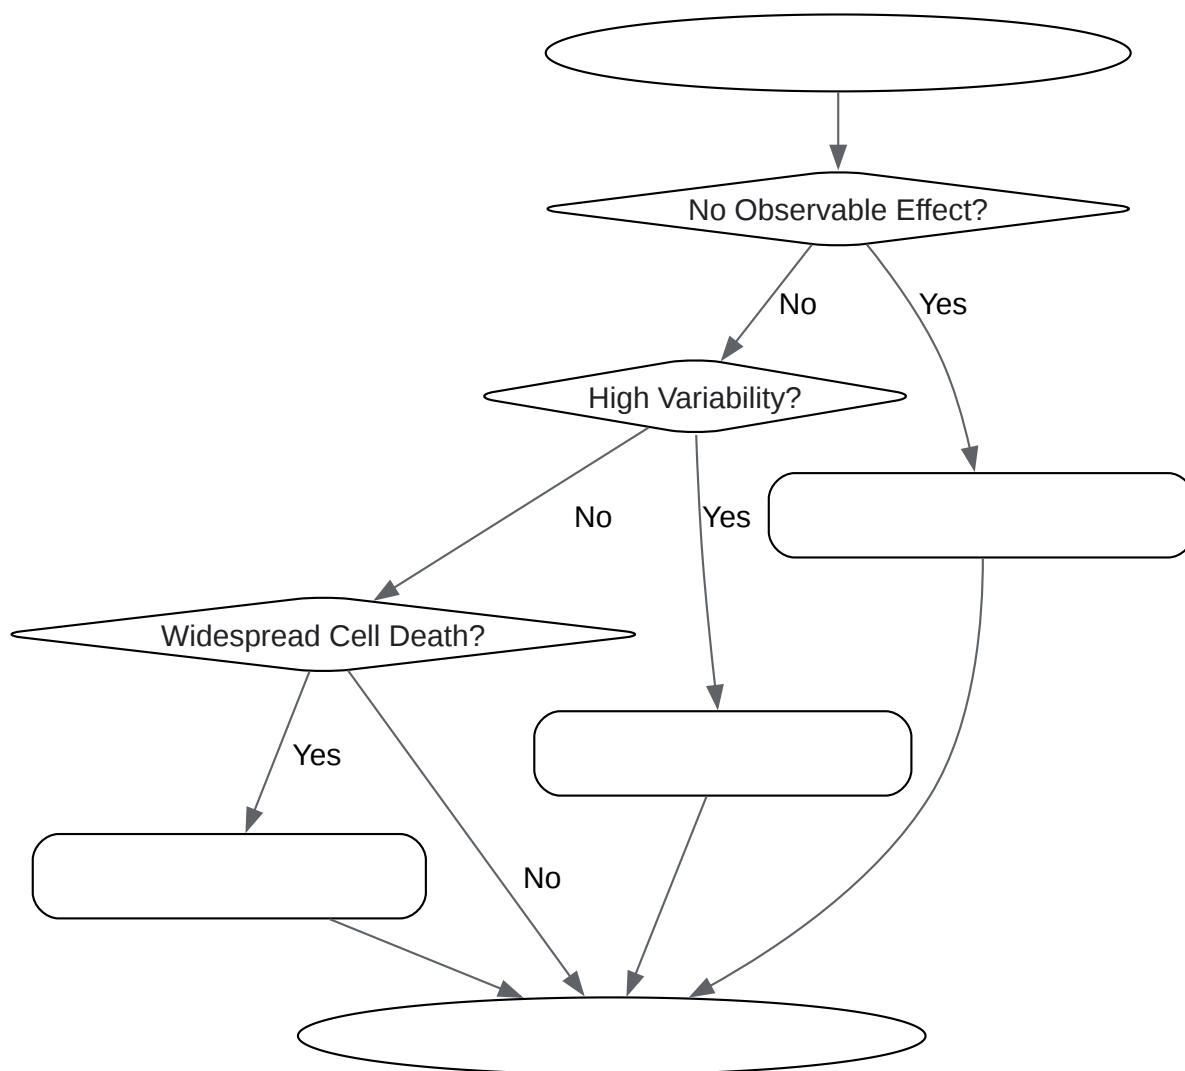 No Observable Effect?
No
Yes
High Variability?
No
Yes
Widespread Cell Death?
Yes
No